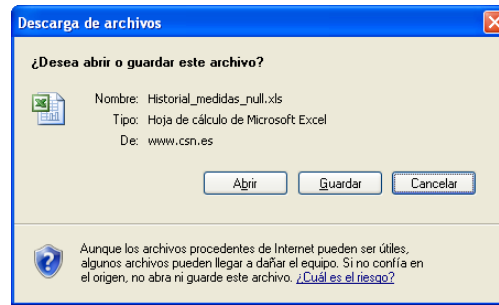 Descarga de archivos
¿Desea abrir o guardar este archivo?
Nombre: Historial_medidas_null.xls
Tipo: Hoja de cálculo de Microsoft Excel
De: www.csn.es
Abrir Guardar Cancelar
Aunque los archivos procedentes de Internet pueden ser útiles,
algunos archivos pueden llegar a dañar el equipo. Si no confía en
el origen, no abra ni guarde este archivo. ¿Cuál es el riesgo?